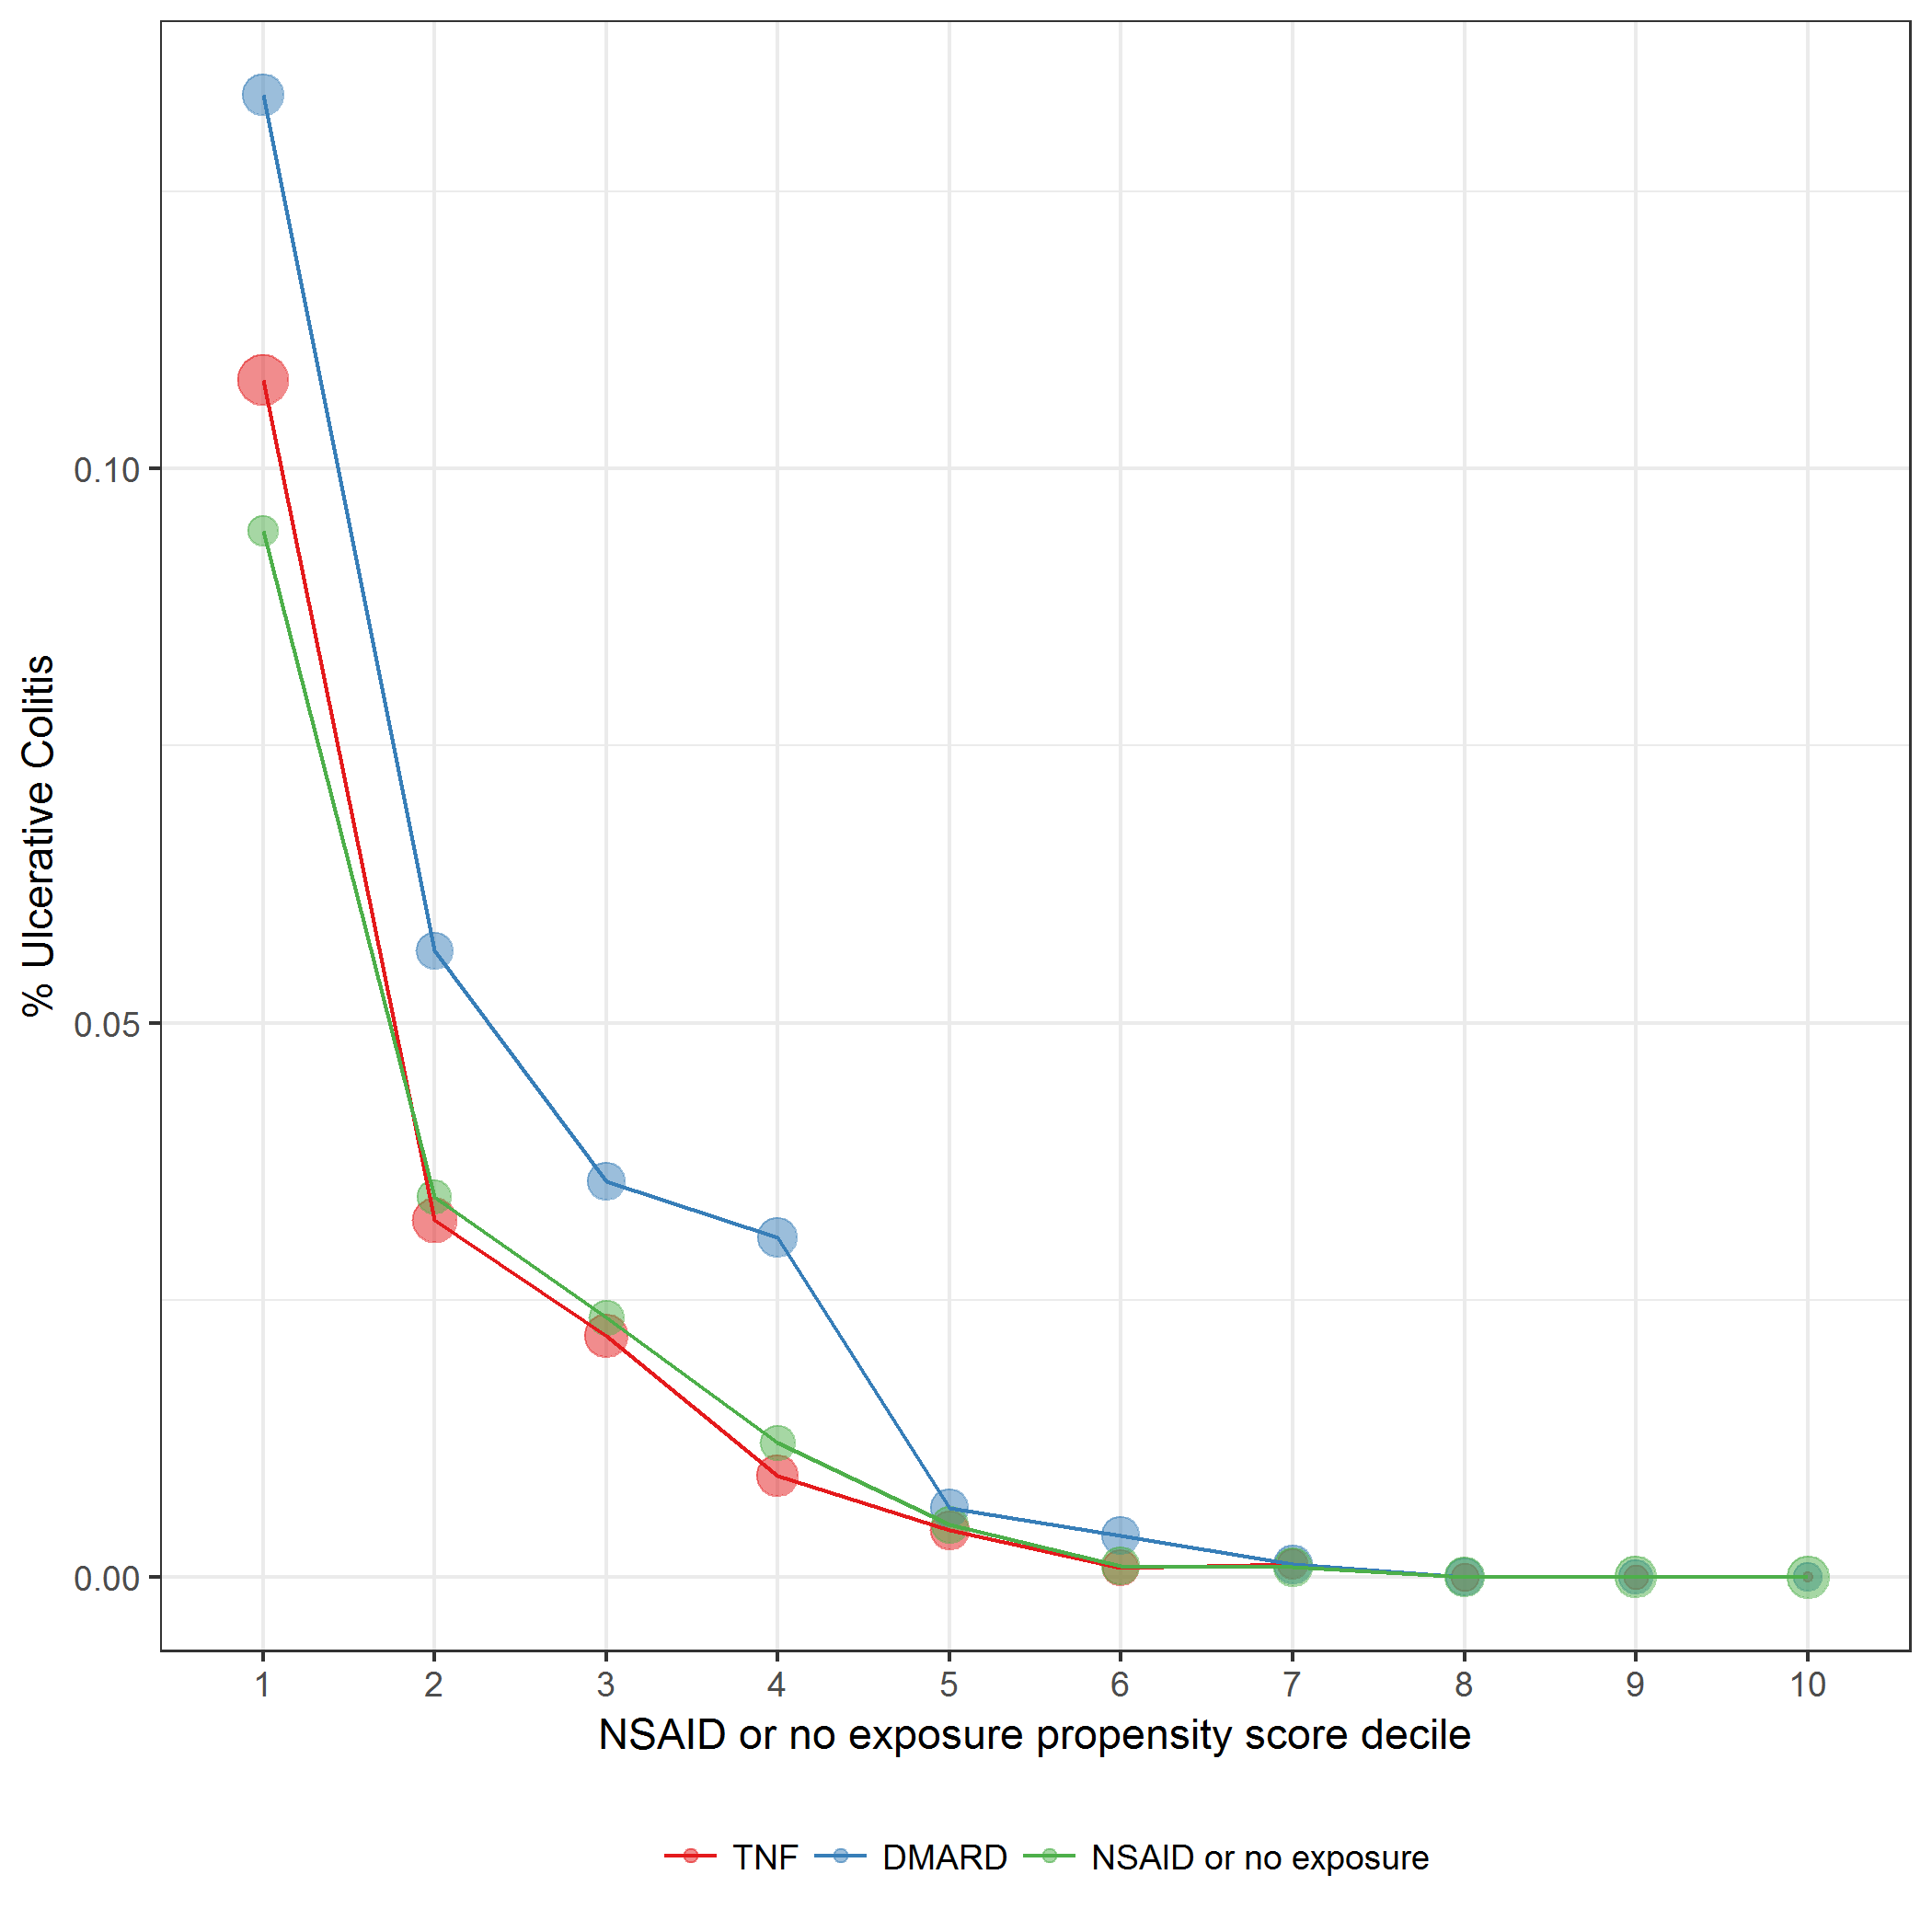 % Ulcerative Colitis
0.10
0.05
0.00
1 2 3 4 5 6 7 8 9 10
NSAID or no exposure propensity score decile
TNF DMARD NSAID or no exposure